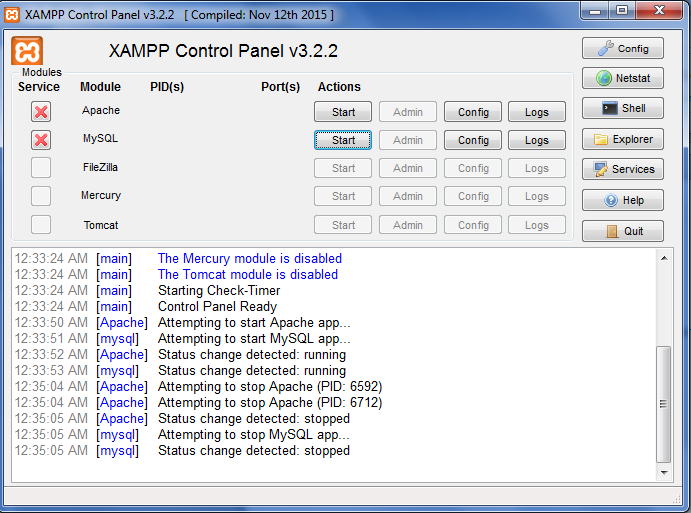 XAMPP Control Panel v3.2.2 [ Compiled: Nov 12th 2015 ]
XAMPP Control Panel v3.2.2
Config
Modules
Service Module PID(s) Port(s) Actions
Netstat
Apache Start Admin Config Logs
Shell
MySQL Start Admin Config Logs
Explorer
FileZilla Start Admin Config Logs
Services
Mercury Start Admin Config Logs
Help
Tomcat Start Admin Config Logs
Quit
12:33:24 AM [main] The Mercury module is disabled
12:33:24 AM [main] The Tomcat module is disabled
12:33:24 AM [main] Starting Check-Timer
12:33:24 AM [main] Control Panel Ready
12:33:50 AM [Apache] Attempting to start Apache app...
12:33:51 AM [mysql] Attempting to start MySQL app...
12:33:52 AM [Apache] Status change detected: running
12:33:53 AM [mysql] Status change detected: running
12:35:04 AM [Apache] Attempting to stop Apache (PID: 6592)
12:35:04 AM [Apache] Attempting to stop Apache (PID: 6712)
12:35:05 AM [Apache] Status change detected: stopped
12:35:05 AM [mysql] Attempting to stop MySQL app...
12:35:05 AM [mysql] Status change detected: stopped